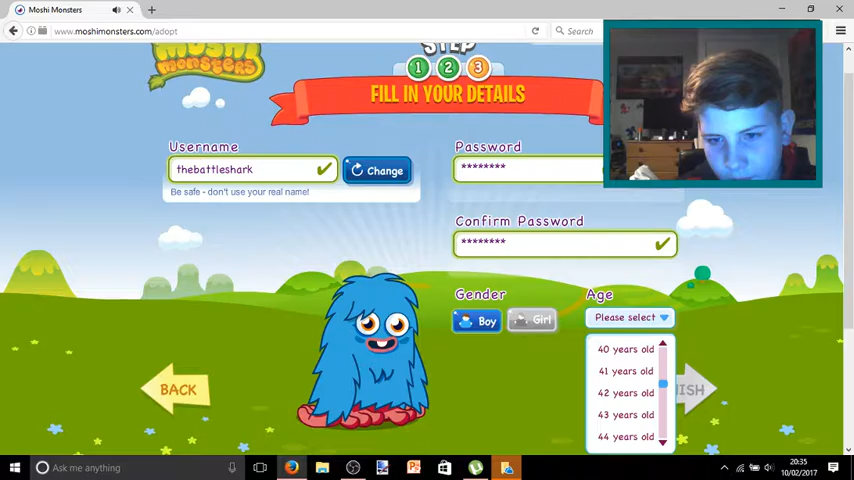 Moshi Monsters
www.moshimonsters.com/adopt
Search
MOSHI
MONSTERS
STEP
1 2 3
FILL IN YOUR DETAILS
Username
Password
thebattleshark
Change
********
Be safe - don't use your real name!
Confirm Password
********
Gender
Age
Boy
Girl
Please select
40 years old
41 years old
42 years old
43 years old
44 years old
BACK
ISH
Ask me anything
20:35
10/02/2017